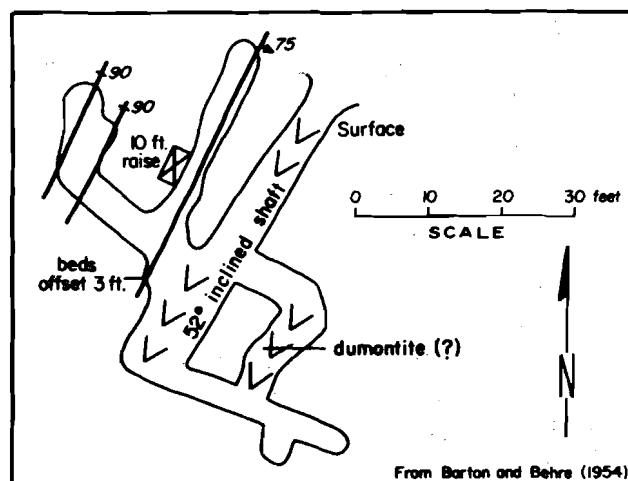 75
90
90
10 ft.
raise
Surface
0 10 20 30 feet
SCALE
52° inclined shaft
beds
offset 3 ft.
dumontite (?)
N
From Barton and Behre (1954)